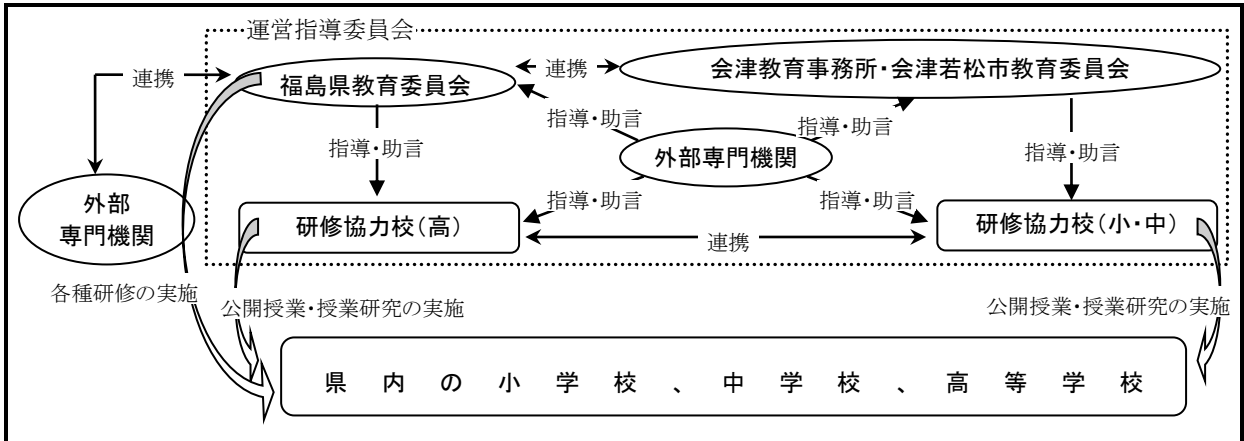 運営指導委員会
連携
福島県教育委員会
連携
会津教育事務所・会津若松市教育委員会
指導・助言
指導・助言
指導・助言
外部専門機関
指導・助言
外部
専門機関
指導・助言
指導・助言
研修協力校(高)
連携
研修協力校(小・中)
各種研修の実施
公開授業・授業研究の実施
公開授業・授業研究の実施
県内の小学校、中学校、高等学校